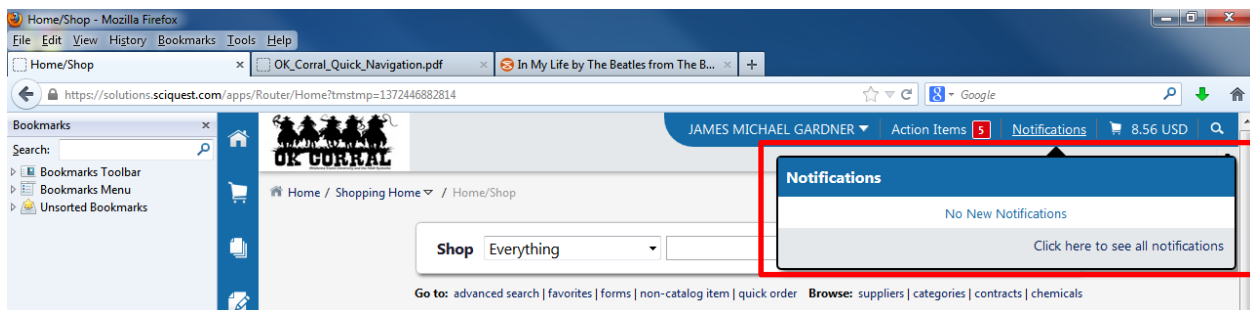 Home/Shop - Mozilla Firefox
File Edit View History Bookmarks Tools Help
Home/Shop × OK_Corral_Quick_Navigation.pdf × In My Life by The Beatles from The B... × +
https://solutions.sciquest.com/apps/Router/Home?tmstmp=1372446882814 Google
Bookmarks ×
JAMES MICHAEL GARDNER Action Items 5 Notifications 8.56 USD
Search:
OK CORRAL
Bookmarks Toolbar
Bookmarks Menu
Unsorted Bookmarks
Notifications
Home / Shopping Home / Home/Shop
No New Notifications
Shop Everything
Click here to see all notifications
Go to: advanced search | favorites | forms | non-catalog item | quick order Browse: suppliers | categories | contracts | chemicals